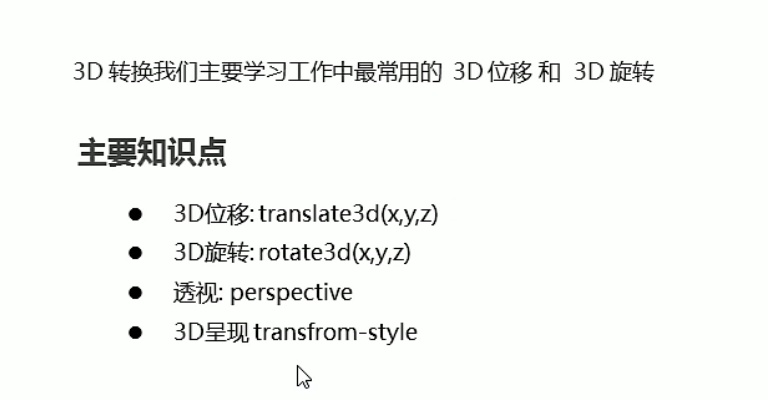 3D 转换我们主要学习工作中最常用的 3D 位移 和 3D 旋转
主要知识点
● 3D位移: translate3d(x,y,z)
● 3D旋转: rotate3d(x,y,z)
● 透视: perspective
● 3D呈现 transfrom-style